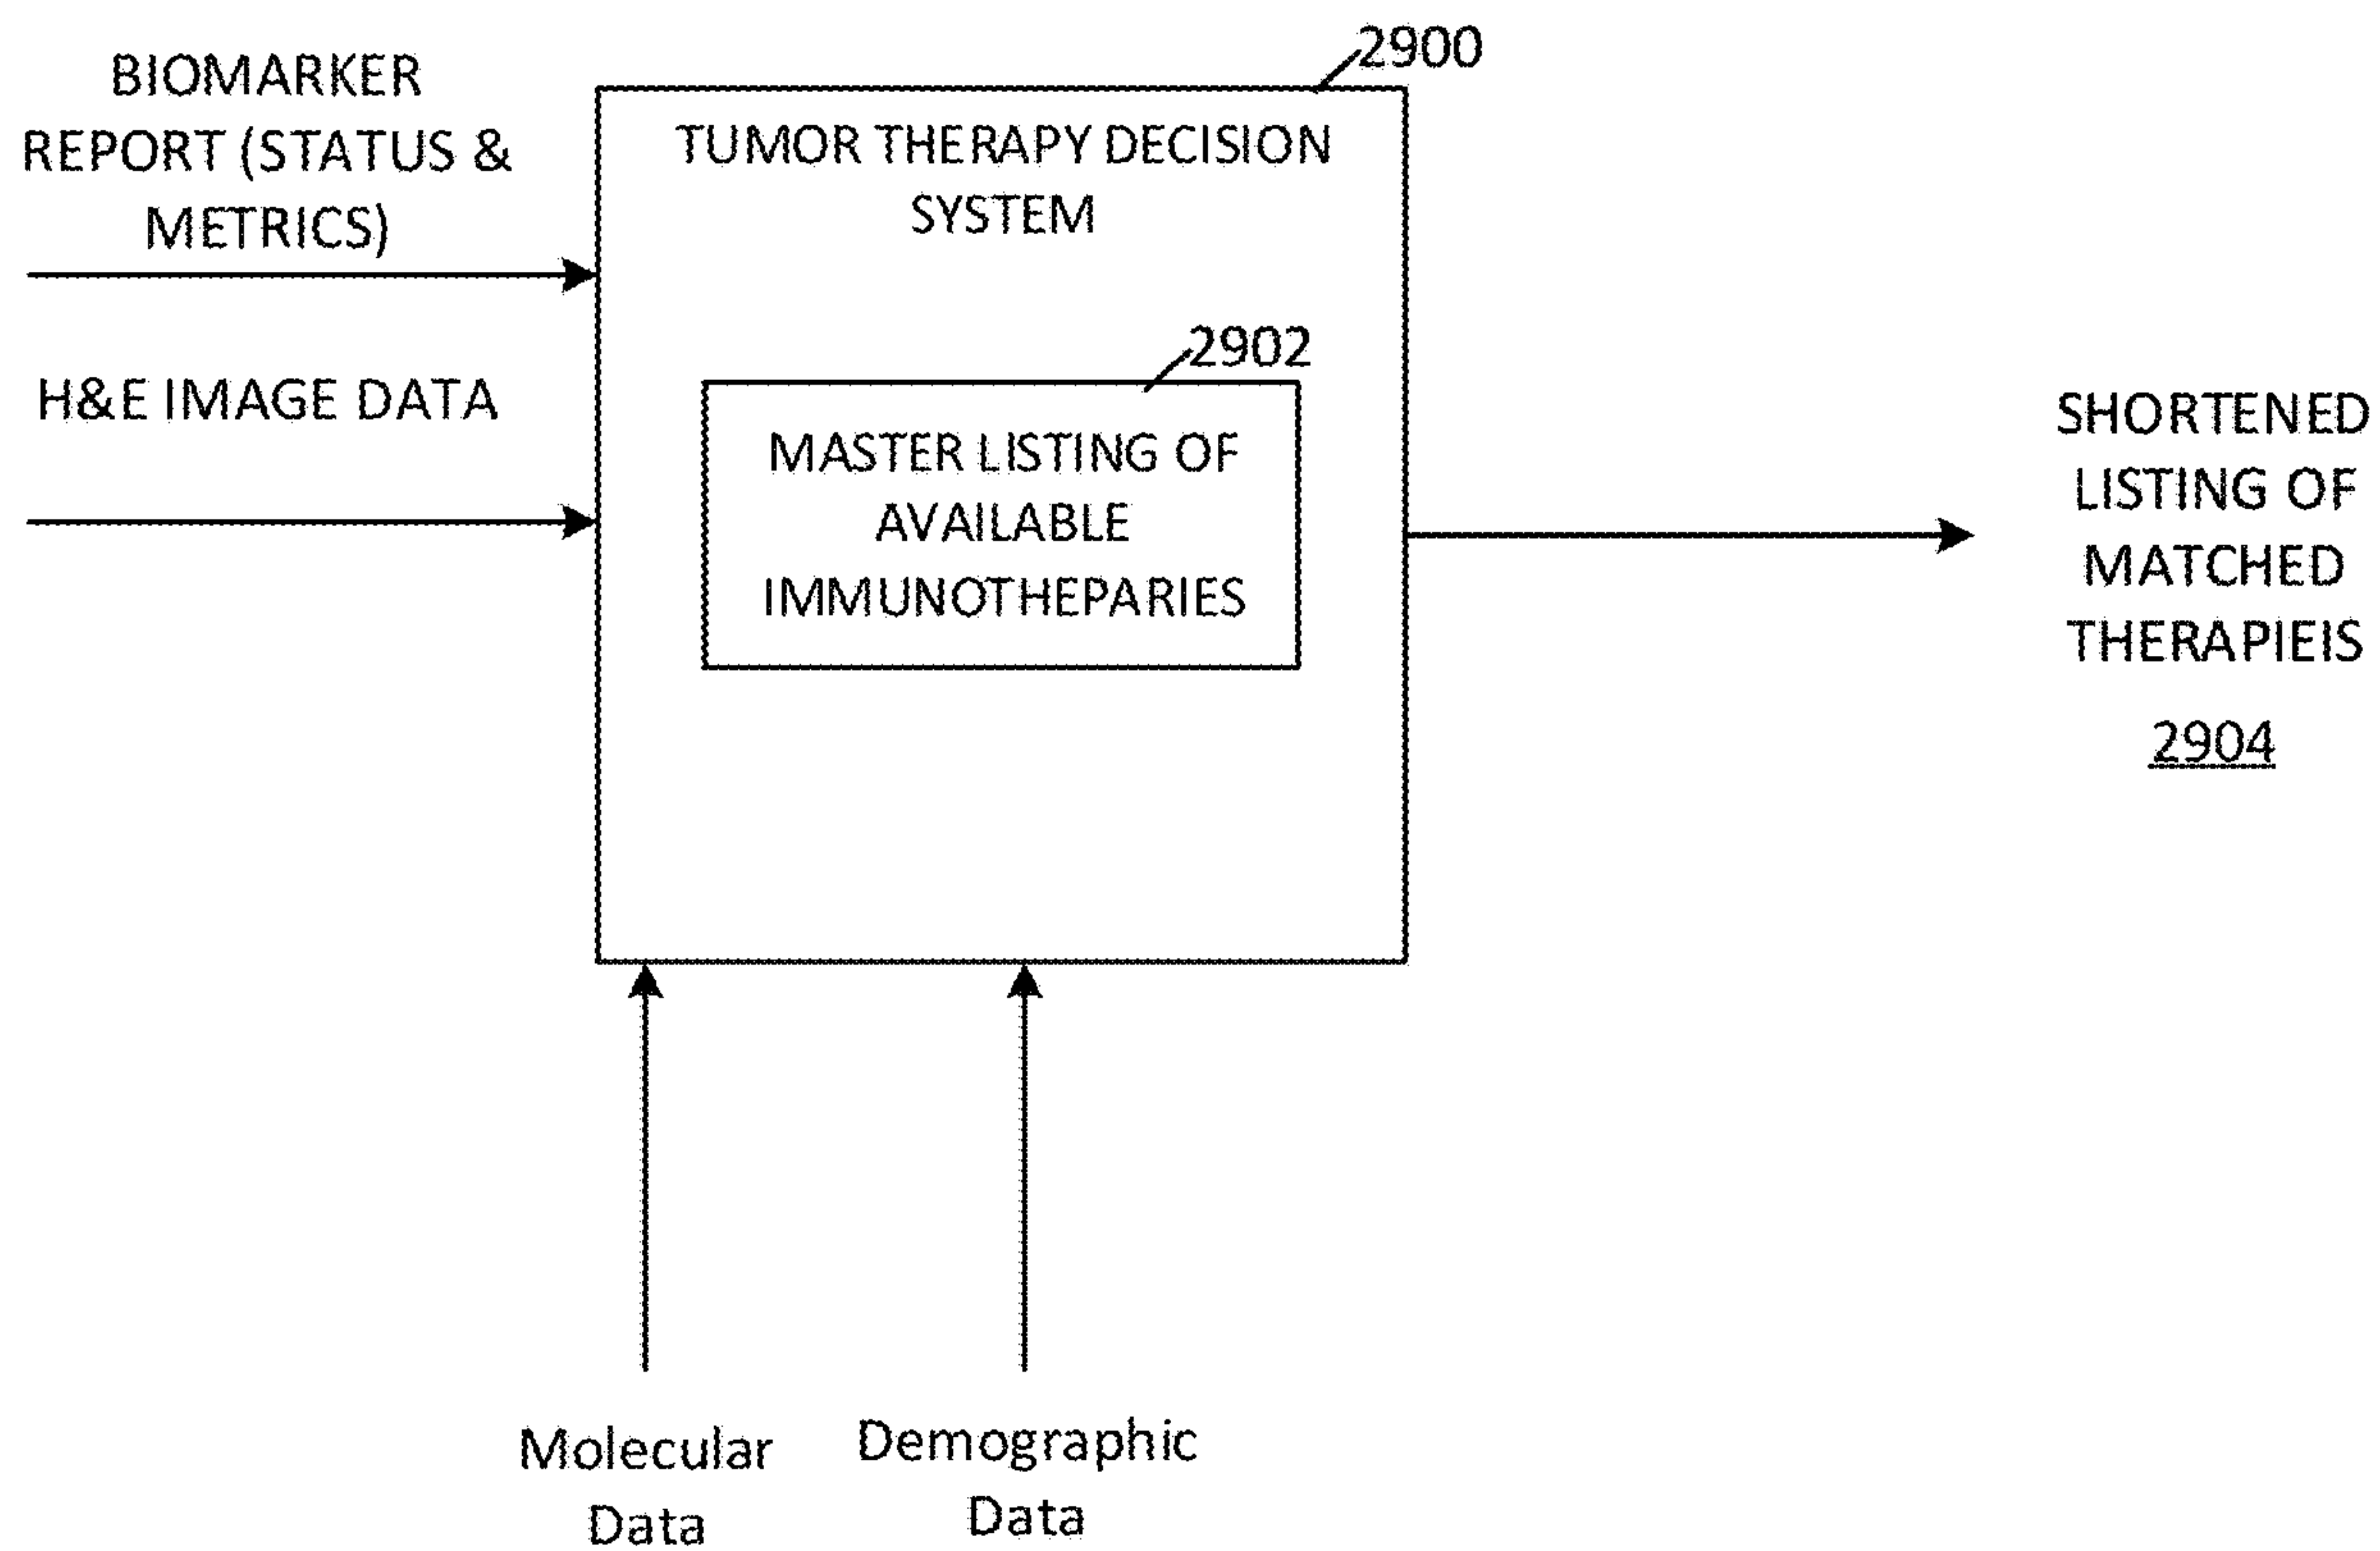 BIOMARKER
REPORT (STATUS &
METRICS)
H&E IMAGE DATA
2900
TUMOR THERAPY DECISION
SYSTEM
2902
MASTER LISTING OF
AVAILABLE
IMMUNOTHEPARIES
SHORTENED
LISTING OF
MATCHED
THERAPIEIS
2904
Molecular
Data
Demographic
Data